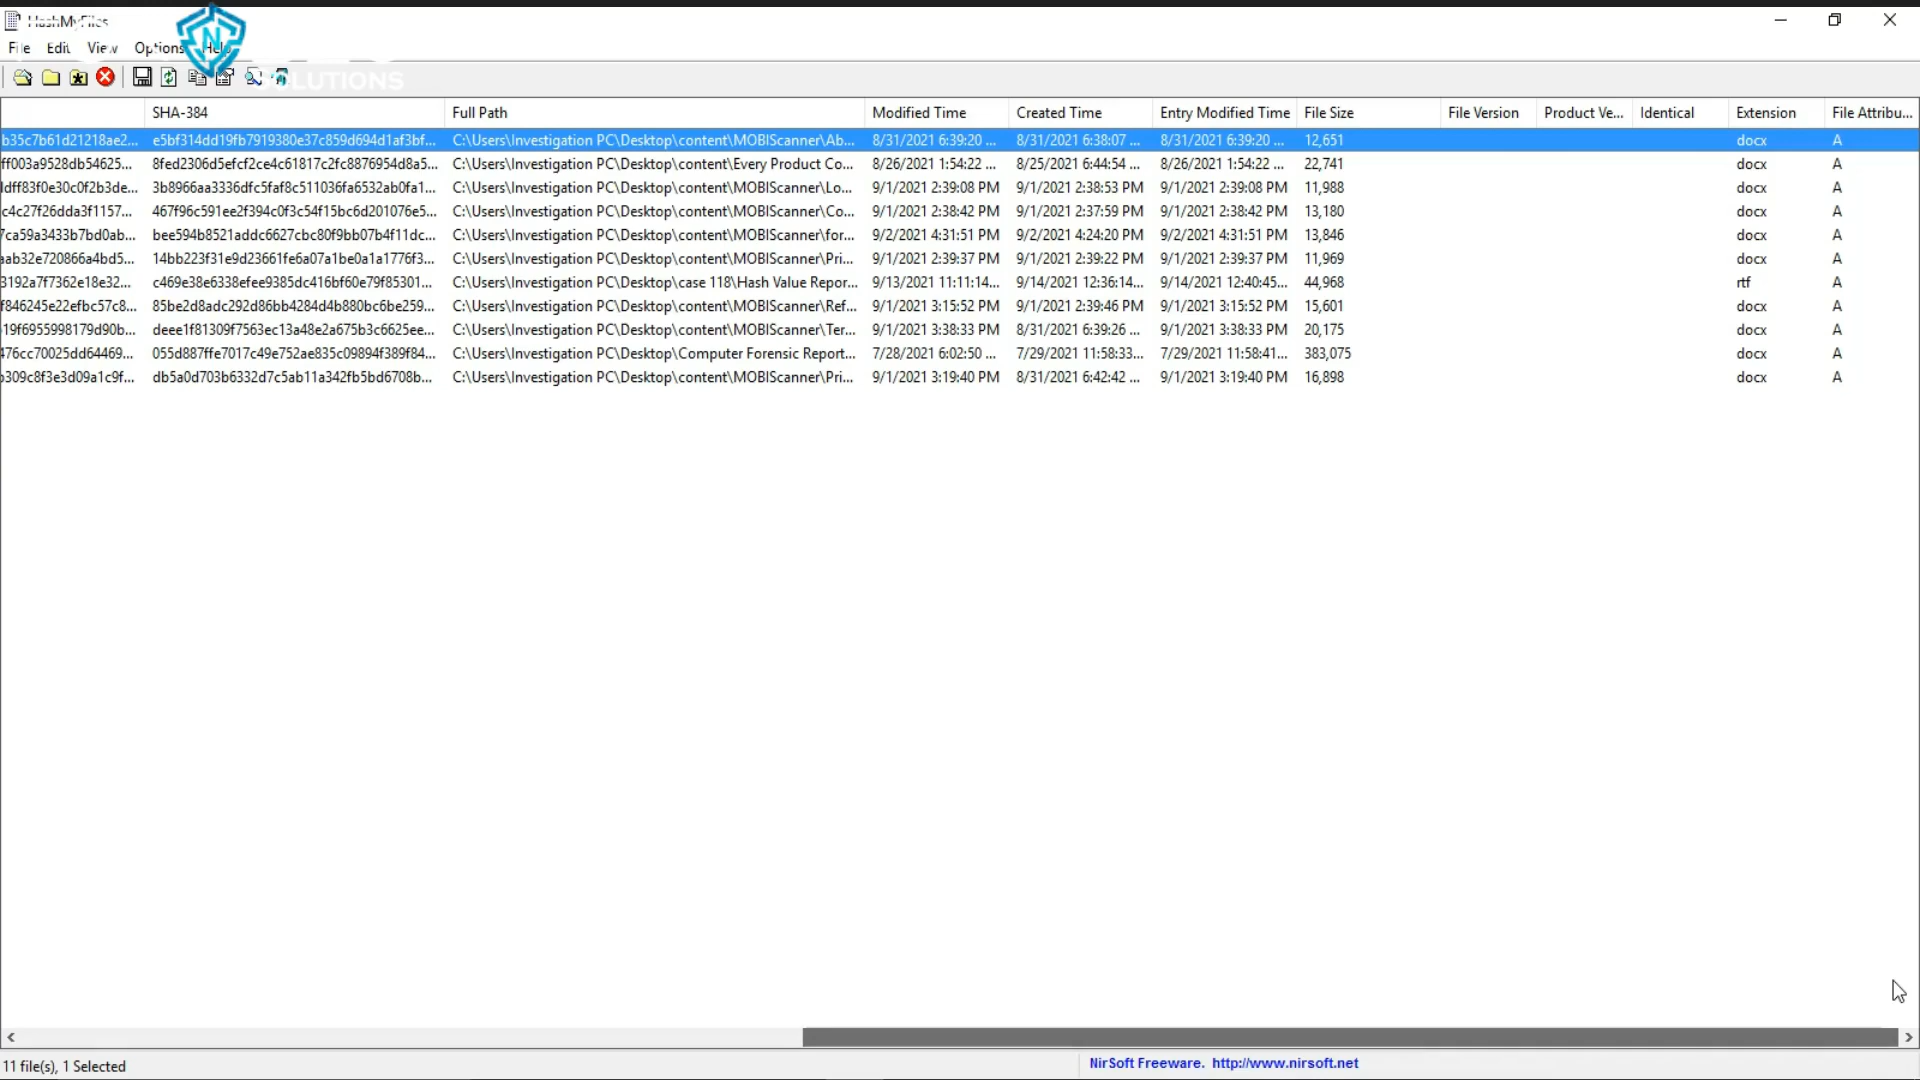 HashMyFiles
File Edit View Options Help
SOLUTIONS
SHA-384 Full Path Modified Time Created Time Entry Modified Time File Size File Version Product Ve... Identical Extension File Attribu...
b35c7b61d21218ae2... e5bf314dd19fb7919380e37c859d694d1af3bf... C:\Users\Investigation PC\Desktop\content\MOBIScanner\Ab... 8/31/2021 6:39:20 ... 8/31/2021 6:38:07 ... 8/31/2021 6:39:20 ... 12,651 docx A
ff003a9528db54625... 8fed2306d5efcf2ce4c61817c2fc8876954d8a5... C:\Users\Investigation PC\Desktop\content\Every Product Co... 8/26/2021 1:54:22 ... 8/25/2021 6:44:54 ... 8/26/2021 1:54:22 ... 22,741 docx A
ldff83f0e30c0f2b3de... 3b8966aa3336dfc5faf8c511036fa6532ab0fa1... C:\Users\Investigation PC\Desktop\content\MOBIScanner\Lo... 9/1/2021 2:39:08 PM 9/1/2021 2:38:53 PM 9/1/2021 2:39:08 PM 11,988 docx A
c4c27f26dda3f1157... 467f96c591ee2f394c0f3c54f15bc6d201076e5... C:\Users\Investigation PC\Desktop\content\MOBIScanner\Co... 9/1/2021 2:38:42 PM 9/1/2021 2:37:59 PM 9/1/2021 2:38:42 PM 13,180 docx A
7ca59a3433b7bd0ab... bee594b8521addc6627cbc80f9bb07b4f11dc... C:\Users\Investigation PC\Desktop\content\MOBIScanner\for... 9/2/2021 4:31:51 PM 9/2/2021 4:24:20 PM 9/2/2021 4:31:51 PM 13,846 docx A
aab32e720866a4bd5... 14bb223f31e9d23661fe6a07a1be0a1a1776f3... C:\Users\Investigation PC\Desktop\content\MOBIScanner\Pri... 9/1/2021 2:39:37 PM 9/1/2021 2:39:22 PM 9/1/2021 2:39:37 PM 11,969 docx A
3192a7f7362e18e32... c469e38e6338efee9385dc416bf60e79f85301... C:\Users\Investigation PC\Desktop\case 118\Hash Value Repor... 9/13/2021 11:11:14... 9/14/2021 12:36:14... 9/14/2021 12:40:45... 44,968 rtf A
f846245e22efbc57c8... 85be2d8adc292d86bb4284d4b880bc6be259... C:\Users\Investigation PC\Desktop\content\MOBIScanner\Ref... 9/1/2021 3:15:52 PM 9/1/2021 2:39:46 PM 9/1/2021 3:15:52 PM 15,601 docx A
19f6955998179d90b... deee1f81309f7563ec13a48e2a675b3c6625ee... C:\Users\Investigation PC\Desktop\content\MOBIScanner\Ter... 9/1/2021 3:38:33 PM 8/31/2021 6:39:26 ... 9/1/2021 3:38:33 PM 20,175 docx A
476cc70025dd64469... 055d887ffe7017c49e752ae835c09894f389f84... C:\Users\Investigation PC\Desktop\Computer Forensic Report... 7/28/2021 6:02:50 ... 7/29/2021 11:58:33... 7/29/2021 11:58:41... 383,075 docx A
b309c8f3e3d09a1c9f... db5a0d703b6332d7c5ab11a342fb5bd6708b... C:\Users\Investigation PC\Desktop\content\MOBIScanner\Pri... 9/1/2021 3:19:40 PM 8/31/2021 6:42:42 ... 9/1/2021 3:19:40 PM 16,898 docx A
11 file(s), 1 Selected NirSoft Freeware. http://www.nirsoft.net